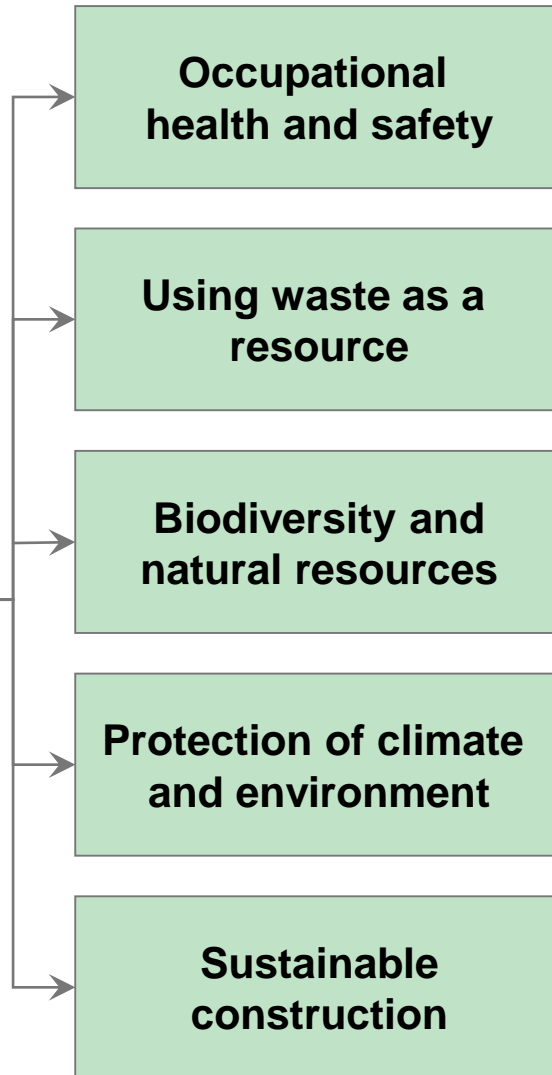 Occupational
health and safety
Using waste as a
resource
Biodiversity and
natural resources
Protection of climate
and environment
Sustainable
construction